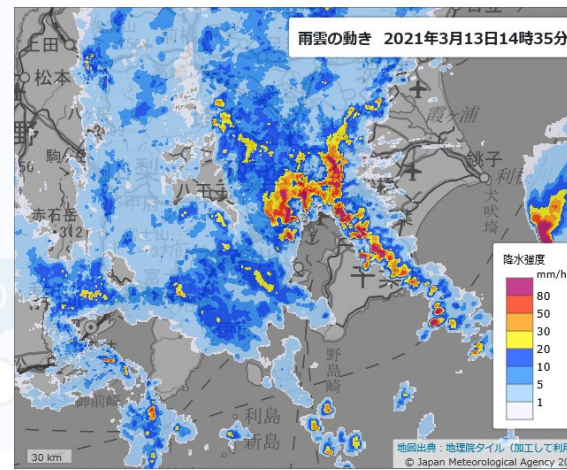 雨雲の動き 2021年3月13日14時35分
上田
松本
霞ヶ浦
銚子
犬吠埼
八王
赤石岳
千
野島崎
御前崎
利島
新島
降水強度
mm/h
80
50
30
20
10
5
1
30 km
地図出典:地理院タイル(加工して利用
© Japan Meteorological Agency 20